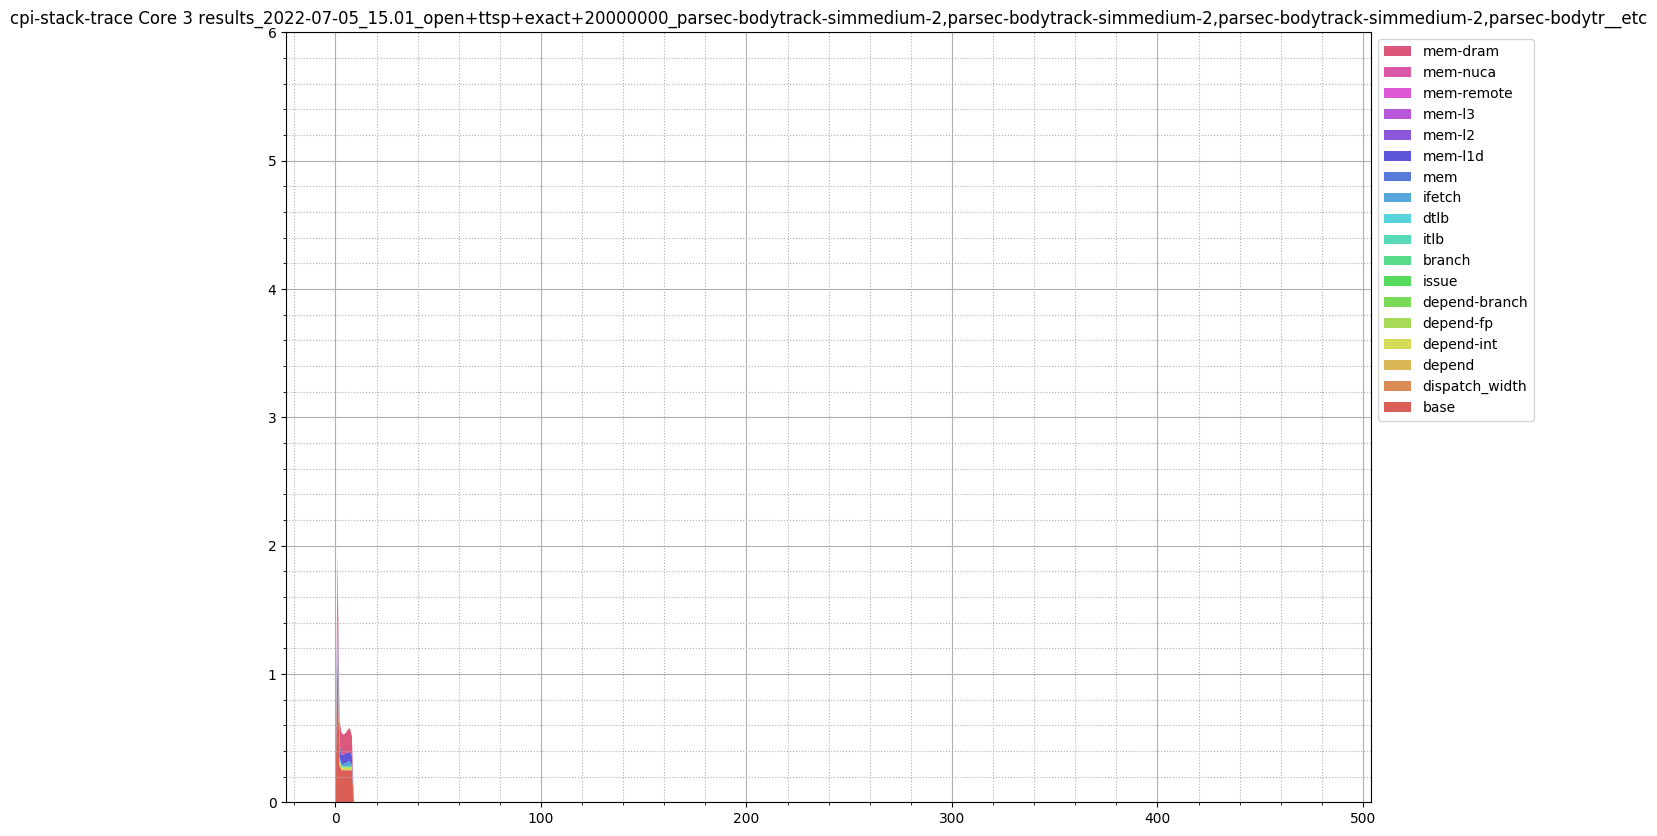 cpi-stack-trace Core 3 results_2022-07-05_15.01_open+ttsp+exact+20000000_parsec-bodytrack-simmedium-2,parsec-bodytrack-simmedium-2,parsec-bodytrack-simmedium-2,parsec-bodytr__etc
6
5
4
3
2
1
0
0 100 200 300 400 500
mem-dram
mem-nuca
mem-remote
mem-l3
mem-l2
mem-l1d
mem
ifetch
dtlb
itlb
branch
issue
depend-branch
depend-fp
depend-int
depend
dispatch_width
base